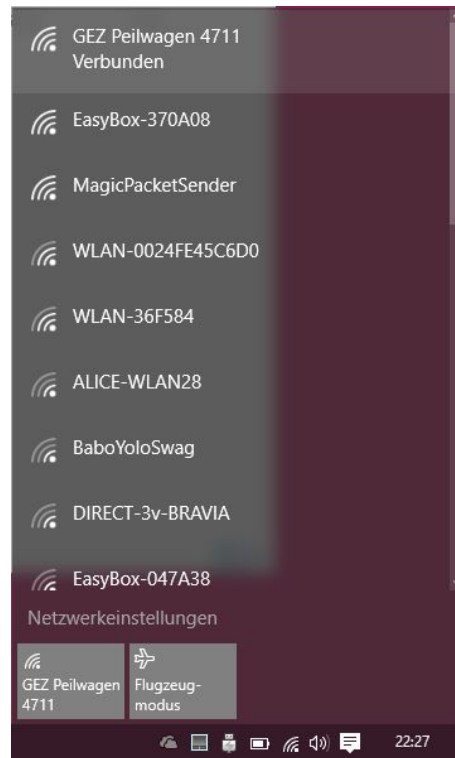 GEZ Peilwagen 4711
Verbunden
EasyBox-370A08
MagicPacketSender
WLAN-0024FE45C6D0
WLAN-36F584
ALICE-WLAN28
BaboYoloSwag
DIRECT-3v-BRAVIA
EasyBox-047A38
Netzwerkeinstellungen
GEZ Peilwagen
4711
Flugzeug-
modus
22:27